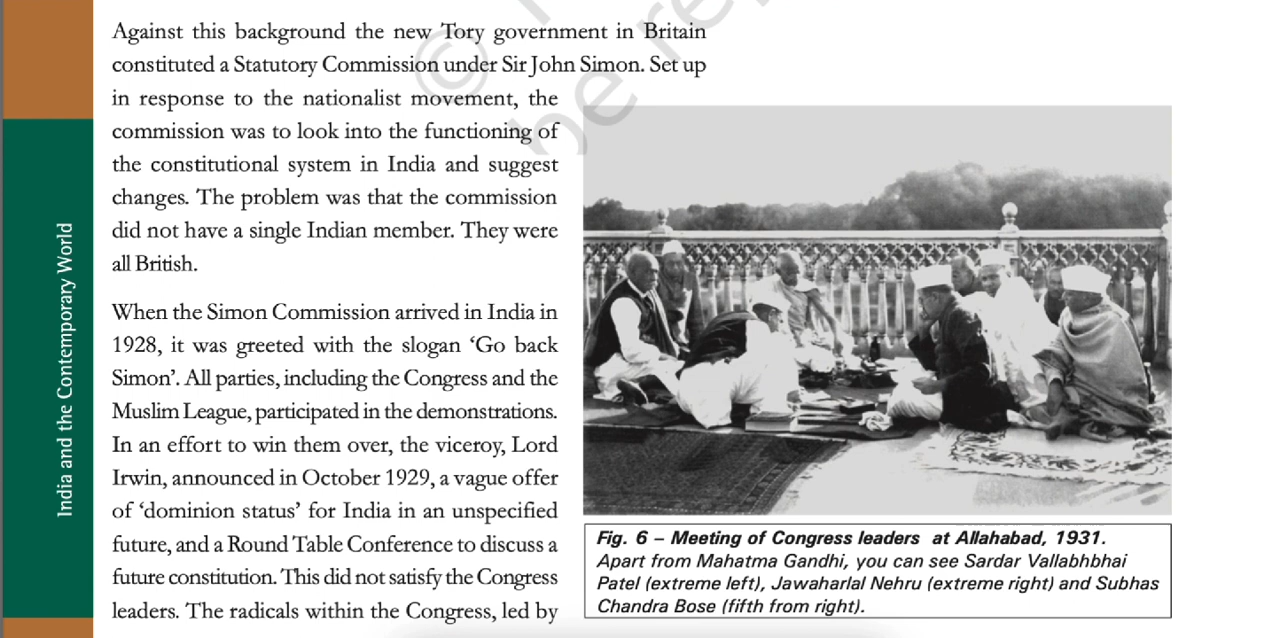 Against this background the new Tory government in Britain
constituted a Statutory Commission under Sir John Simon. Set up
in response to the nationalist movement, the
commission was to look into the functioning of
the constitutional system in India and suggest
changes. The problem was that the commission
did not have a single Indian member. They were
all British.
When the Simon Commission arrived in India in
1928, it was greeted with the slogan ‘Go back
Simon’. All parties, including the Congress and the
Muslim League, participated in the demonstrations.
In an effort to win them over, the viceroy, Lord
Irwin, announced in October 1929, a vague offer
of ‘dominion status’ for India in an unspecified
future, and a Round Table Conference to discuss a
future constitution. This did not satisfy the Congress
leaders. The radicals within the Congress, led by
Fig. 6 – Meeting of Congress leaders at Allahabad, 1931.
Apart from Mahatma Gandhi, you can see Sardar Vallabhbhai
Patel (extreme left), Jawaharlal Nehru (extreme right) and Subhas
Chandra Bose (fifth from right).
India and the Contemporary World
©
be re